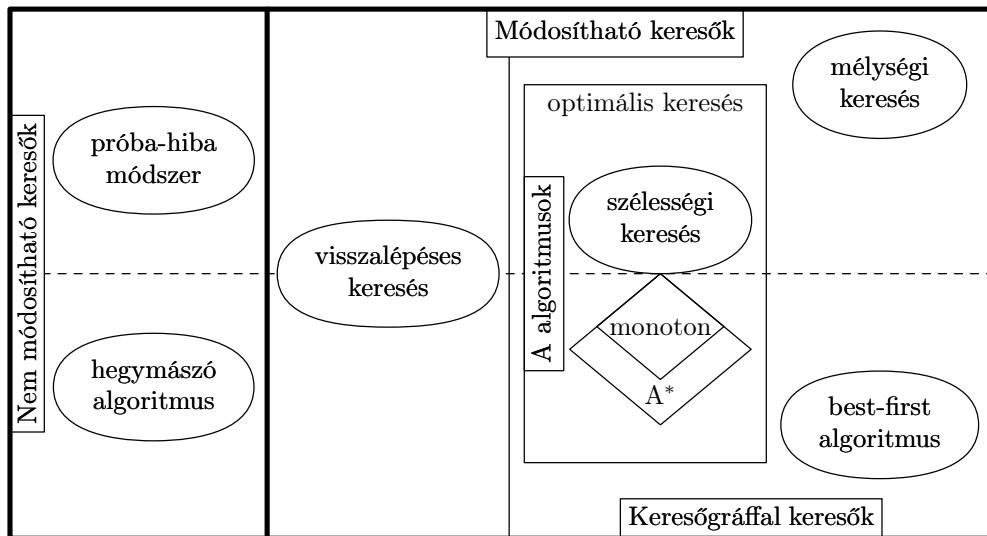 Módosítható keresők
mélységi
keresés
optimális keresés
Nem módosítható keresők
próba-hiba
módszer
A algoritmusok
szélességi
keresés
visszalépéses
keresés
monoton
A*
hegymászó
algoritmus
best-first
algoritmus
Keresőgráffal keresők